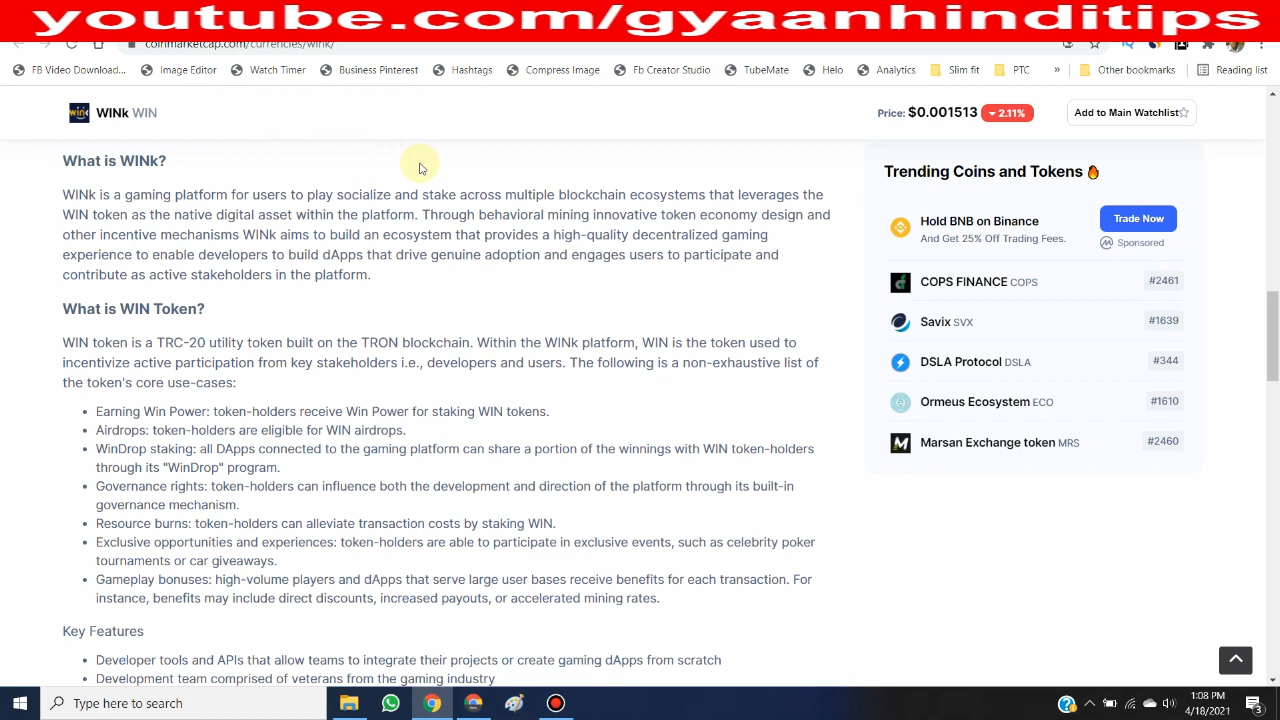 youtube.com/gyaanhinditips
coinmarketcap.com/currencies/wink/
FB Video Download... Image Editor Watch Timer Business Pinterest Hashtags Compress Image Fb Creator Studio TubeMate Helo Analytics Slim fit PTC » Other bookmarks Reading list
WINk WIN Price: $0.001513 2.11% Add to Main Watchlist
What is WINk?
WINk is a gaming platform for users to play socialize and stake across multiple blockchain ecosystems that leverages the
WIN token as the native digital asset within the platform. Through behavioral mining innovative token economy design and
other incentive mechanisms WINk aims to build an ecosystem that provides a high-quality decentralized gaming
experience to enable developers to build dApps that drive genuine adoption and engages users to participate and
contribute as active stakeholders in the platform.
What is WIN Token?
WIN token is a TRC-20 utility token built on the TRON blockchain. Within the WINk platform, WIN is the token used to
incentivize active participation from key stakeholders i.e., developers and users. The following is a non-exhaustive list of
the token's core use-cases:
• Earning Win Power: token-holders receive Win Power for staking WIN tokens.
• Airdrops: token-holders are eligible for WIN airdrops.
• WinDrop staking: all DApps connected to the gaming platform can share a portion of the winnings with WIN token-holders
through its "WinDrop" program.
• Governance rights: token-holders can influence both the development and direction of the platform through its built-in
governance mechanism.
• Resource burns: token-holders can alleviate transaction costs by staking WIN.
• Exclusive opportunities and experiences: token-holders are able to participate in exclusive events, such as celebrity poker
tournaments or car giveaways.
• Gameplay bonuses: high-volume players and dApps that serve large user bases receive benefits for each transaction. For
instance, benefits may include direct discounts, increased payouts, or accelerated mining rates.
Key Features
• Developer tools and APIs that allow teams to integrate their projects or create gaming dApps from scratch
• Development team comprised of veterans from the gaming industry
Trending Coins and Tokens
Hold BNB on Binance Trade Now
And Get 25% Off Trading Fees. Sponsored
COPS FINANCE COPS #2461
Savix SVX #1639
DSLA Protocol DSLA #344
Ormeus Ecosystem ECO #1610
Marsan Exchange token MRS #2460
Type here to search
1:08 PM
4/18/2021
3